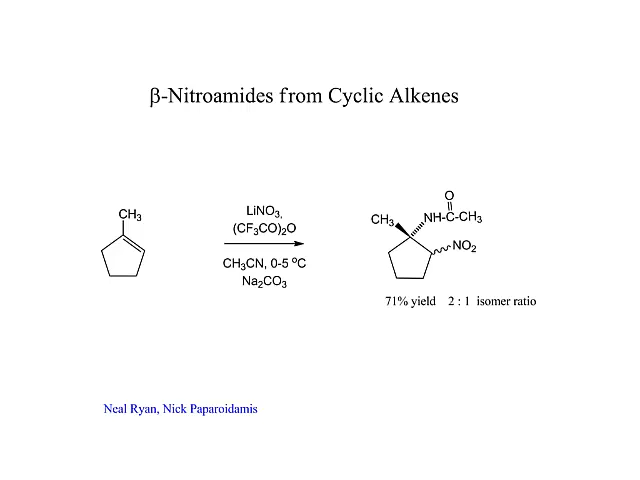 β-Nitroamides from Cyclic Alkenes
CH₃
LiNO₃,
(CF₃CO)₂O
CH₃CN, 0-5 ºC
Na₂CO₃
O
CH₃
NH-C-CH₃
NO₂
71% yield 2 : 1 isomer ratio
Neal Ryan, Nick Paparoidamis